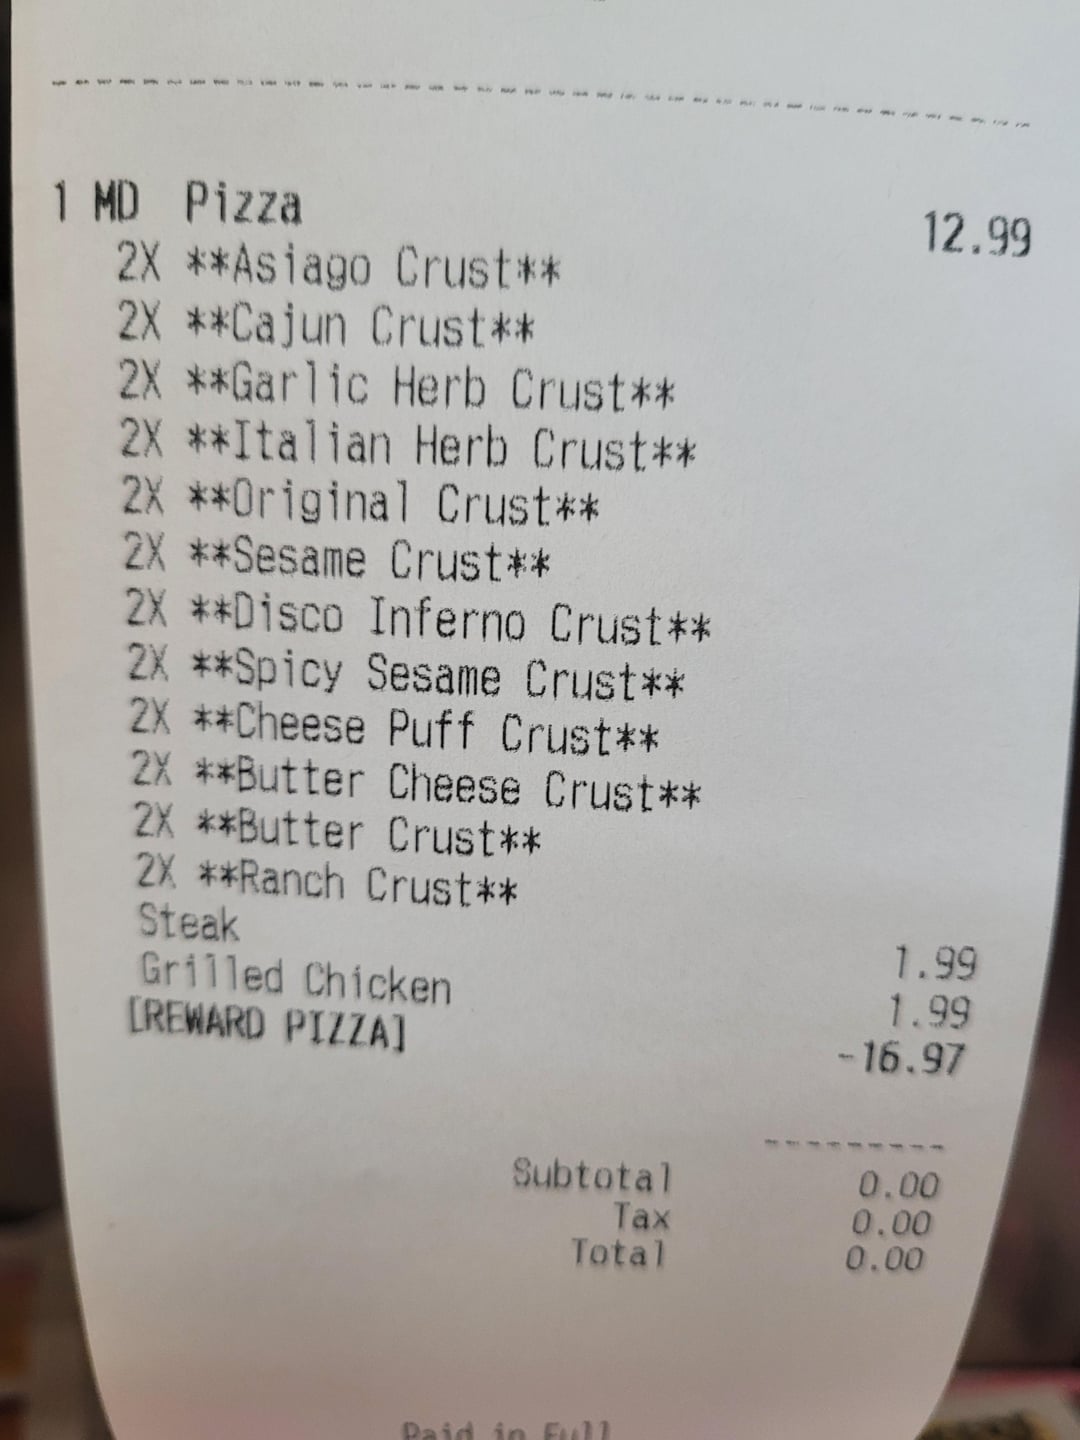 1 MD Pizza 12.99
2X **Asiago Crust**
2X **Cajun Crust**
2X **Garlic Herb Crust**
2X **Italian Herb Crust**
2X **Original Crust**
2X **Sesame Crust**
2X **Disco Inferno Crust**
2X **Spicy Sesame Crust**
2X **Cheese Puff Crust**
2X **Butter Cheese Crust**
2X **Butter Crust**
2X **Ranch Crust**
Steak 1.99
Grilled Chicken 1.99
[REWARD PIZZA] -16.97
Subtotal 0.00
Tax 0.00
Total 0.00
Paid in Full